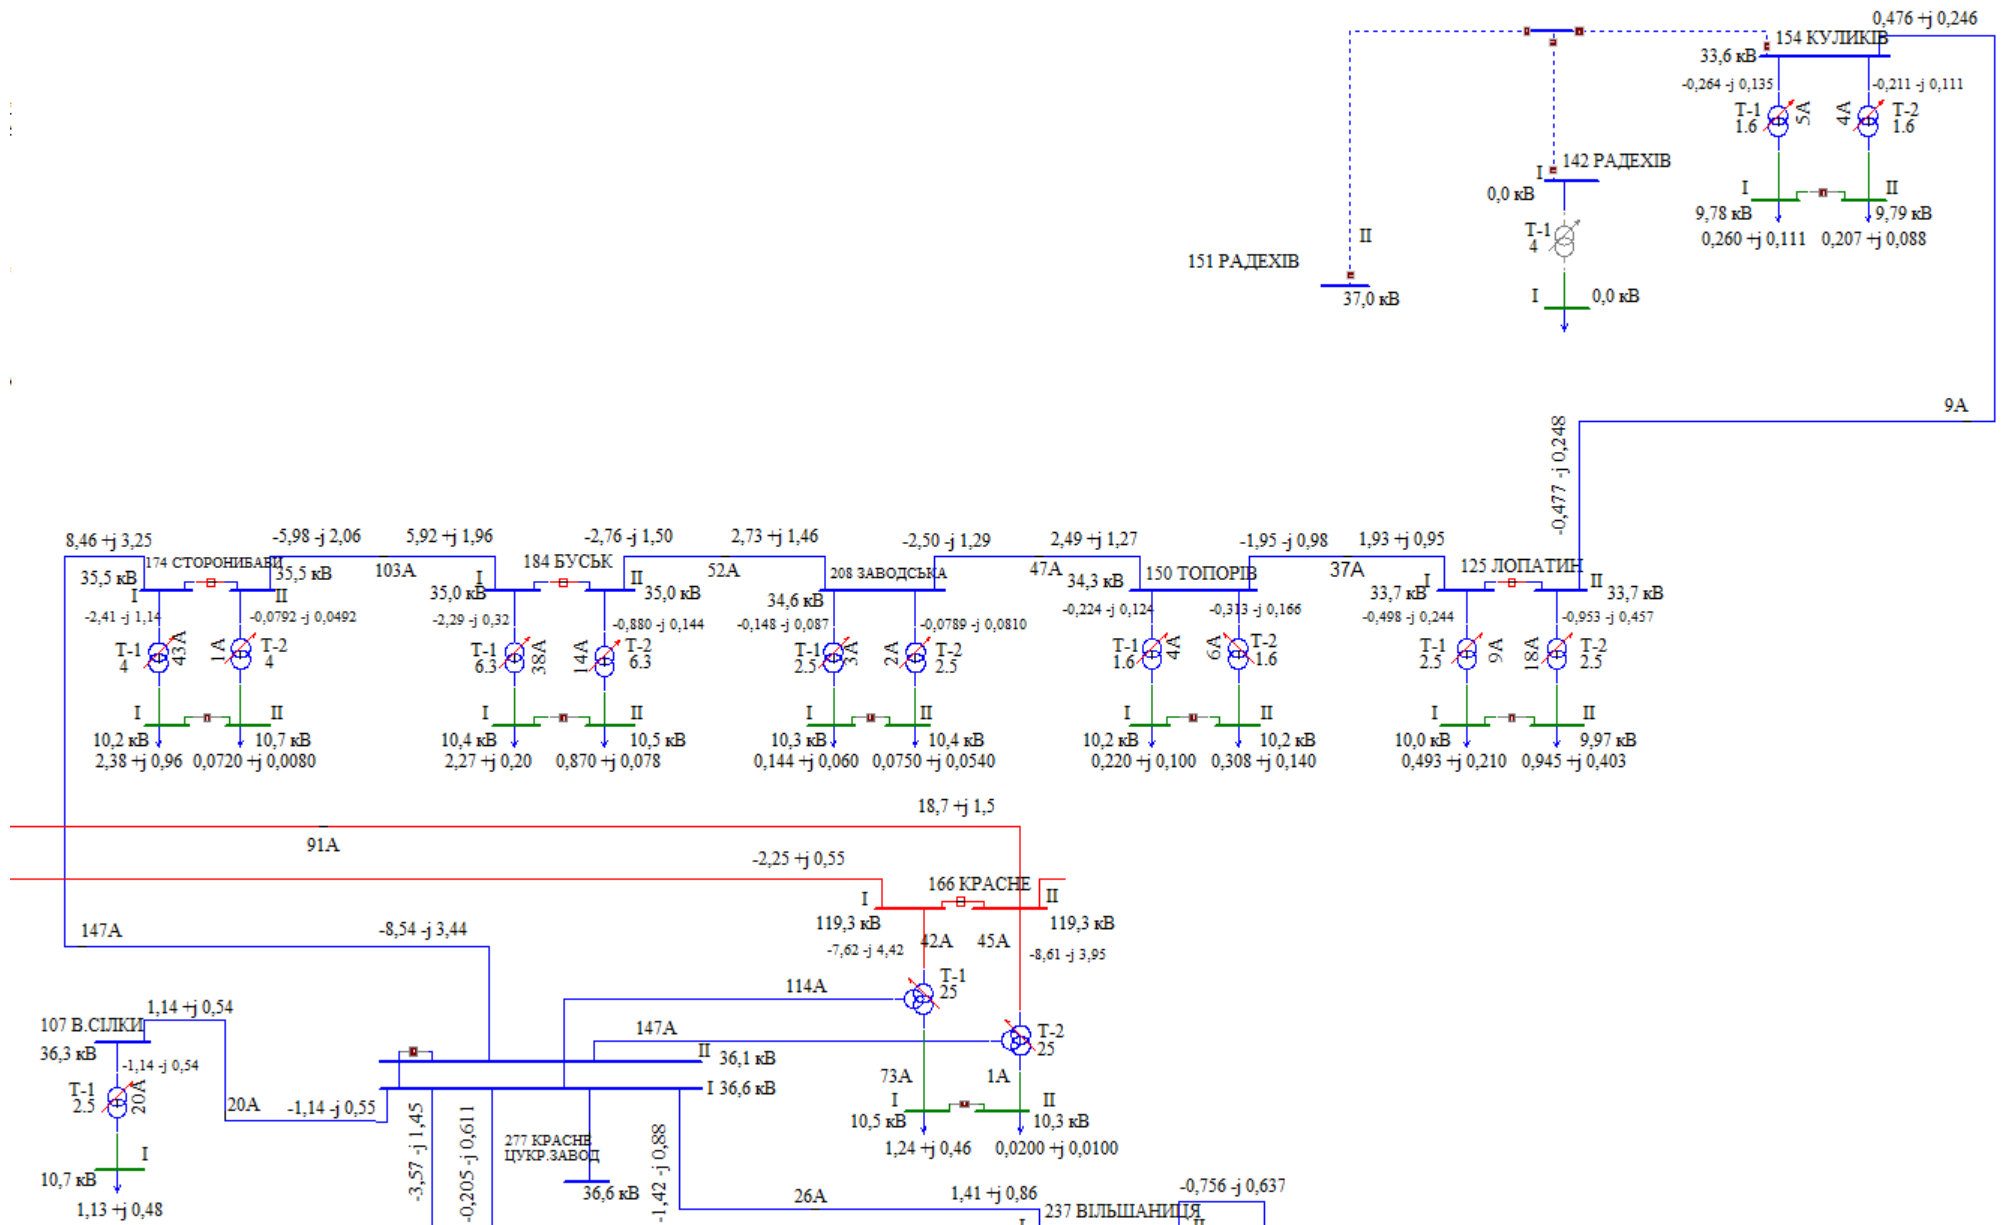 0,476 +j 0,246
154 КУЛИКІВ
33,6 кВ
-0,264 -j 0,135
-0,211 -j 0,111
Т-1
1.6
5А
4А
Т-2
1.6
І
ІІ
9,78 кВ
9,79 кВ
0,260 +j 0,111
0,207 +j 0,088
142 РАДЕХІВ
І
0,0 кВ
Т-1
4
І
0,0 кВ
ІІ
151 РАДЕХІВ
37,0 кВ
9А
-0,477 -j 0,248
8,46 +j 3,25
-5,98 -j 2,06
5,92 +j 1,96
-2,76 -j 1,50
2,73 +j 1,46
-2,50 -j 1,29
2,49 +j 1,27
-1,95 -j 0,98
1,93 +j 0,95
174 СТОРОНИБАБИ
35,5 кВ
35,5 кВ
І
ІІ
103А
-2,41 -j 1,14
-0,0792 -j 0,0492
Т-1
4
43А
1А
Т-2
4
І
ІІ
10,2 кВ
10,7 кВ
2,38 +j 0,96
0,0720 +j 0,0080
184 БУСЬК
І
ІІ
35,0 кВ
35,0 кВ
52А
-2,29 -j 0,32
-0,880 -j 0,144
Т-1
6.3
38А
14А
Т-2
6.3
І
ІІ
10,4 кВ
10,5 кВ
2,27 +j 0,20
0,870 +j 0,078
208 ЗАВОДСЬКА
34,6 кВ
47А
-0,148 -j 0,087
-0,0789 -j 0,0810
Т-1
2.5
3А
2А
Т-2
2.5
І
ІІ
10,3 кВ
10,4 кВ
0,144 +j 0,060
0,0750 +j 0,0540
150 ТОПОРІВ
34,3 кВ
37А
-0,224 -j 0,124
-0,313 -j 0,166
Т-1
1.6
4А
6А
Т-2
1.6
І
ІІ
10,2 кВ
10,2 кВ
0,220 +j 0,100
0,308 +j 0,140
125 ЛОПАТИН
І
ІІ
33,7 кВ
33,7 кВ
-0,498 -j 0,244
-0,953 -j 0,457
Т-1
2.5
9А
18А
Т-2
2.5
І
ІІ
10,0 кВ
9,97 кВ
0,493 +j 0,210
0,945 +j 0,403
18,7 +j 1,5
91А
-2,25 +j 0,55
166 КРАСНЕ
І
ІІ
119,3 кВ
119,3 кВ
-7,62 -j 4,42
42А
45А
-8,61 -j 3,95
147А
-8,54 -j 3,44
Т-1
25
114А
147А
Т-2
25
ІІ
36,1 кВ
І
36,6 кВ
73А
1А
І
ІІ
10,5 кВ
10,3 кВ
1,24 +j 0,46
0,0200 +j 0,0100
1,14 +j 0,54
107 В.СІЛКИ
36,3 кВ
-1,14 -j 0,54
Т-1
2.5
20А
20А
-1,14 -j 0,55
І
10,7 кВ
1,13 +j 0,48
-3,57 -j 1,45
-0,205 -j 0,611
277 КРАСНЕ
ЦУКР.ЗАВОД
36,6 кВ
-1,42 -j 0,88
26А
1,41 +j 0,86
-0,756 -j 0,637
237 ВІЛЬШАНИЦЯ
І
ІІ